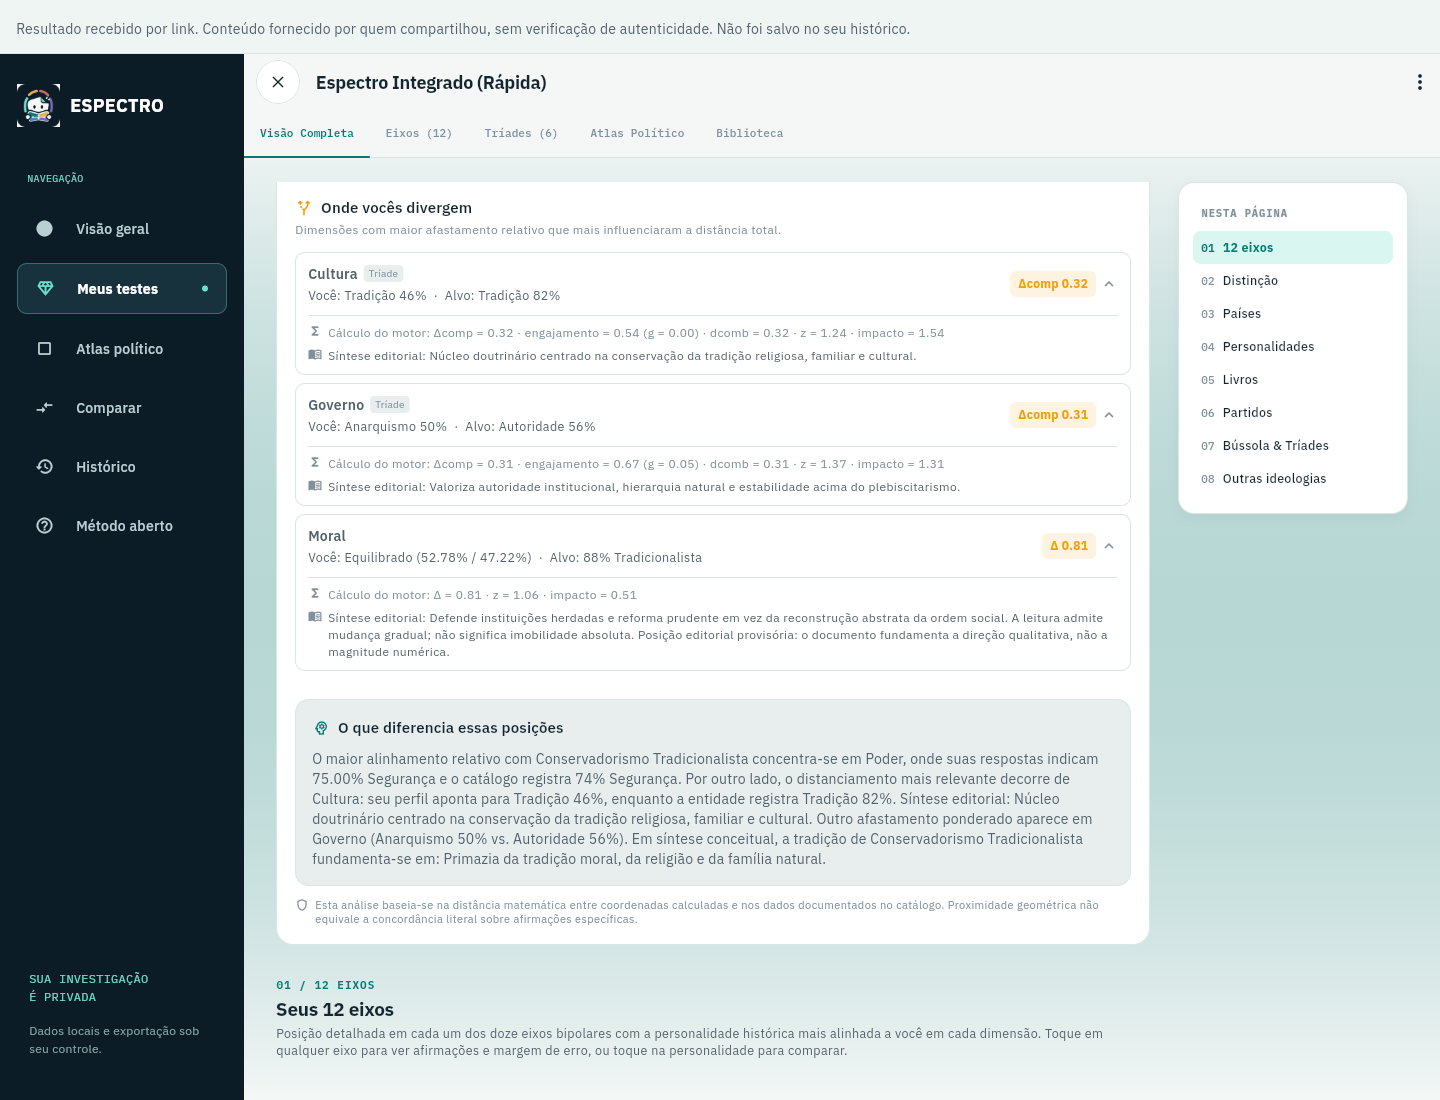 Resultado recebido por link. Conteúdo fornecido por quem compartilhou, sem verificação de autenticidade. Não foi salvo no seu histórico.
ESPECTRO
NAVEGAÇÃO
Visão geral
Meus testes
Atlas político
Comparar
Histórico
Método aberto
SUA INVESTIGAÇÃO
É PRIVADA
Dados locais e exportação sob
seu controle.
Espectro Integrado (Rápida)
Visão Completa
Eixos (12)
Tríades (6)
Atlas Político
Biblioteca
Onde vocês divergem
Dimensões com maior afastamento relativo que mais influenciaram a distância total.
Cultura Tríade
Você: Tradição 46% · Alvo: Tradição 82%
Δcomp 0.32
Cálculo do motor: Δcomp = 0.32 · engajamento = 0.54 (g = 0.00) · dcomb = 0.32 · z = 1.24 · impacto = 1.54
Síntese editorial: Núcleo doutrinário centrado na conservação da tradição religiosa, familiar e cultural.
Governo Tríade
Você: Anarquismo 50% · Alvo: Autoridade 56%
Δcomp 0.31
Cálculo do motor: Δcomp = 0.31 · engajamento = 0.67 (g = 0.05) · dcomb = 0.31 · z = 1.37 · impacto = 1.31
Síntese editorial: Valoriza autoridade institucional, hierarquia natural e estabilidade acima do plebiscitarismo.
Moral
Você: Equilibrado (52.78% / 47.22%) · Alvo: 88% Tradicionalista
Δ 0.81
Cálculo do motor: Δ = 0.81 · z = 1.06 · impacto = 0.51
Síntese editorial: Defende instituições herdadas e reforma prudente em vez da reconstrução abstrata da ordem social. A leitura admite
mudança gradual; não significa imobilidade absoluta. Posição editorial provisória: o documento fundamenta a direção qualitativa, não a
magnitude numérica.
O que diferencia essas posições
O maior alinhamento relativo com Conservadorismo Tradicionalista concentra-se em Poder, onde suas respostas indicam
75.00% Segurança e o catálogo registra 74% Segurança. Por outro lado, o distanciamento mais relevante decorre de
Cultura: seu perfil aponta para Tradição 46%, enquanto a entidade registra Tradição 82%. Síntese editorial: Núcleo
doutrinário centrado na conservação da tradição religiosa, familiar e cultural. Outro afastamento ponderado aparece em
Governo (Anarquismo 50% vs. Autoridade 56%). Em síntese conceitual, a tradição de Conservadorismo Tradicionalista
fundamenta-se em: Primazia da tradição moral, da religião e da família natural.
Esta análise baseia-se na distância matemática entre coordenadas calculadas e nos dados documentados no catálogo. Proximidade geométrica não
equivale a concordância literal sobre afirmações específicas.
01 / 12 EIXOS
Seus 12 eixos
Posição detalhada em cada um dos doze eixos bipolares com a personalidade histórica mais alinhada a você em cada dimensão. Toque em
qualquer eixo para ver afirmações e margem de erro, ou toque na personalidade para comparar.
NESTA PÁGINA
01 12 eixos
02 Distinção
03 Países
04 Personalidades
05 Livros
06 Partidos
07 Bússola & Tríades
08 Outras ideologias